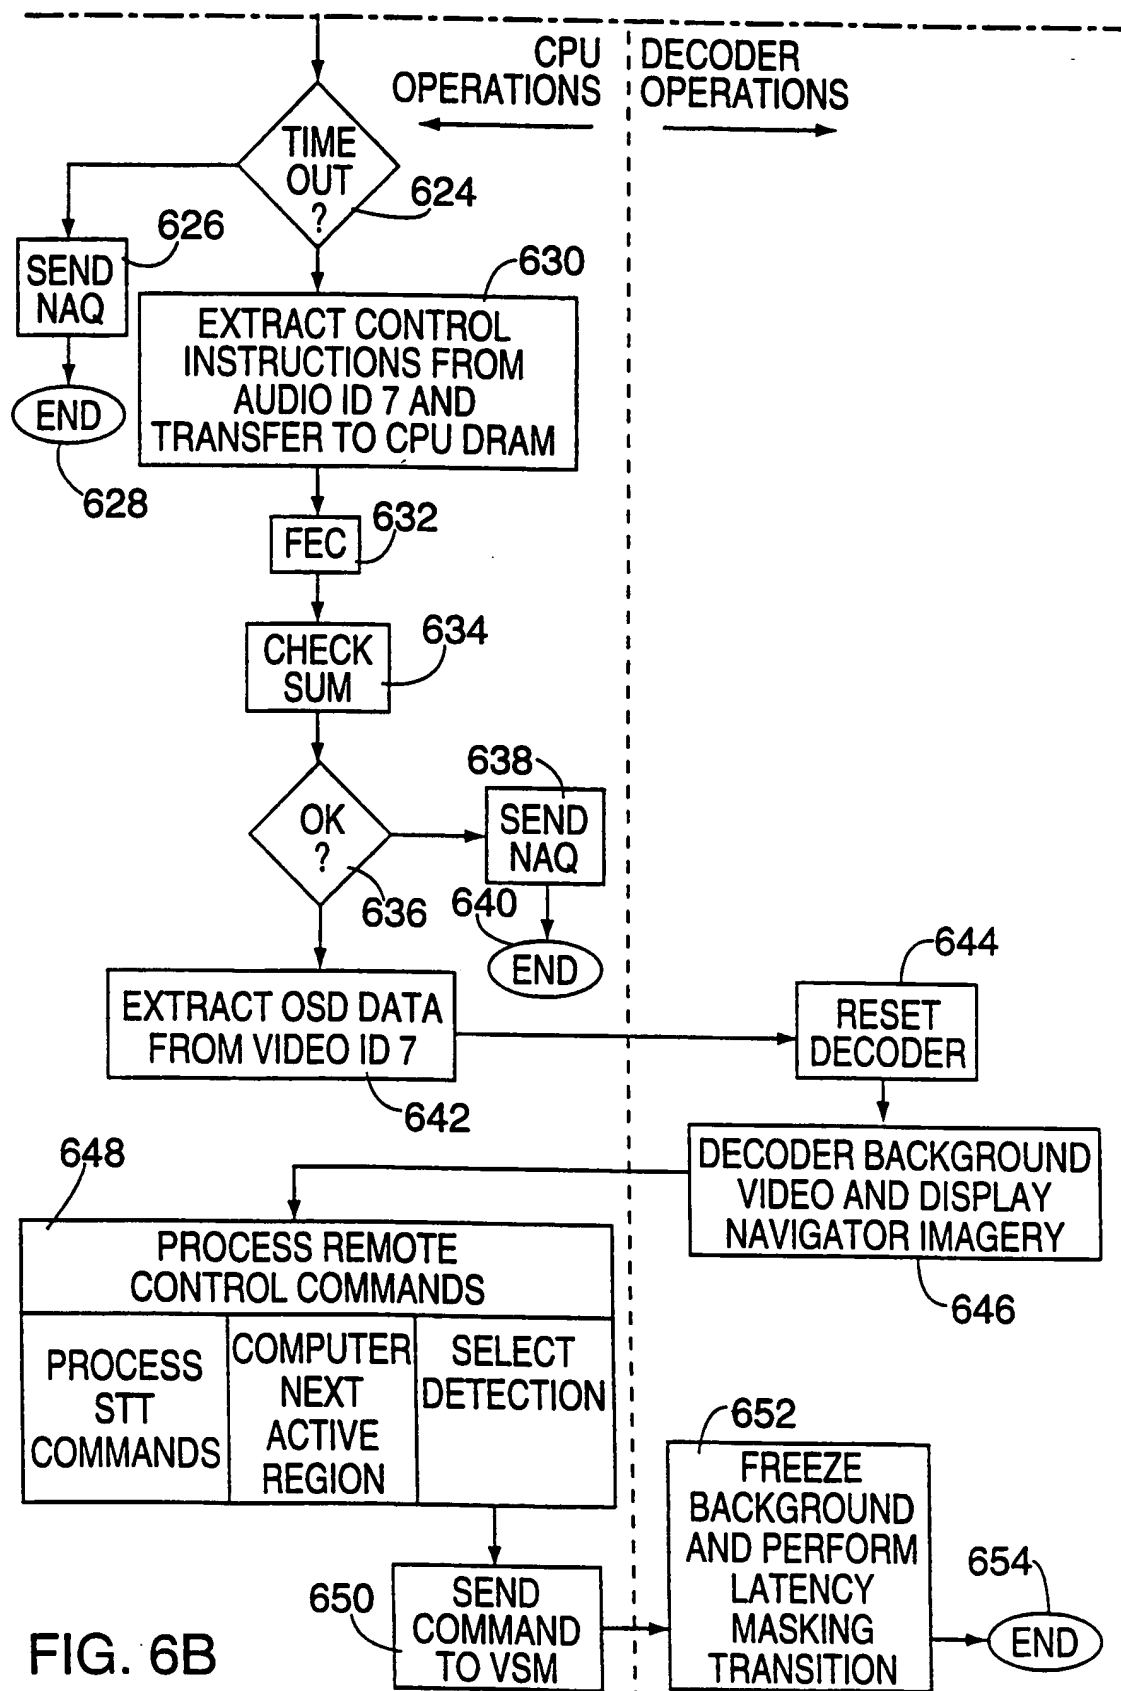 CPU
OPERATIONS
DECODER
OPERATIONS
TIME
OUT
?
624
626
SEND
NAQ
END
628
630
EXTRACT CONTROL
INSTRUCTIONS FROM
AUDIO ID 7 AND
TRANSFER TO CPU DRAM
632
FEC
634
CHECK
SUM
OK
?
636
638
SEND
NAQ
640
END
EXTRACT OSD DATA
FROM VIDEO ID 7
642
644
RESET
DECODER
DECODER BACKGROUND
VIDEO AND DISPLAY
NAVIGATOR IMAGERY
646
648
PROCESS REMOTE
CONTROL COMMANDS
PROCESS
STT
COMMANDS
COMPUTER
NEXT
ACTIVE
REGION
SELECT
DETECTION
650
SEND
COMMAND
TO VSM
652
FREEZE
BACKGROUND
AND PERFORM
LATENCY
MASKING
TRANSITION
654
END
FIG. 6B